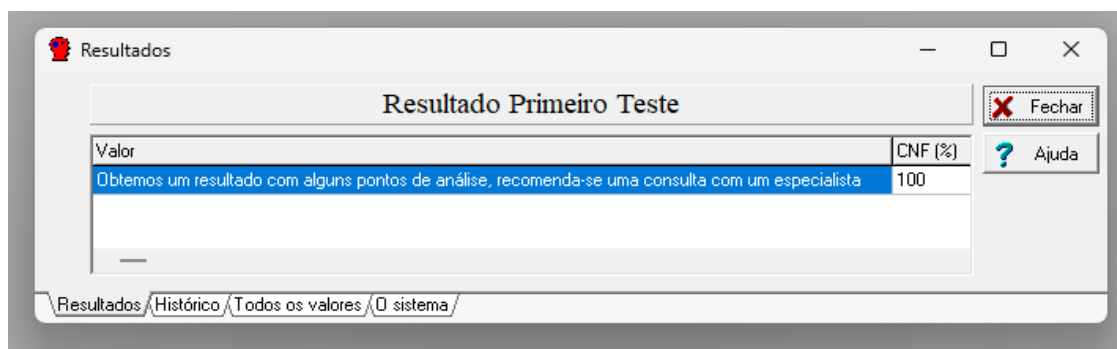 Resultados
Resultado Primeiro Teste
Fechar
Valor CNF (%)
Ajuda
Obtemos um resultado com alguns pontos de análise, recomenda-se uma consulta com um especialista 100
Resultados Histórico Todos os valores O sistema